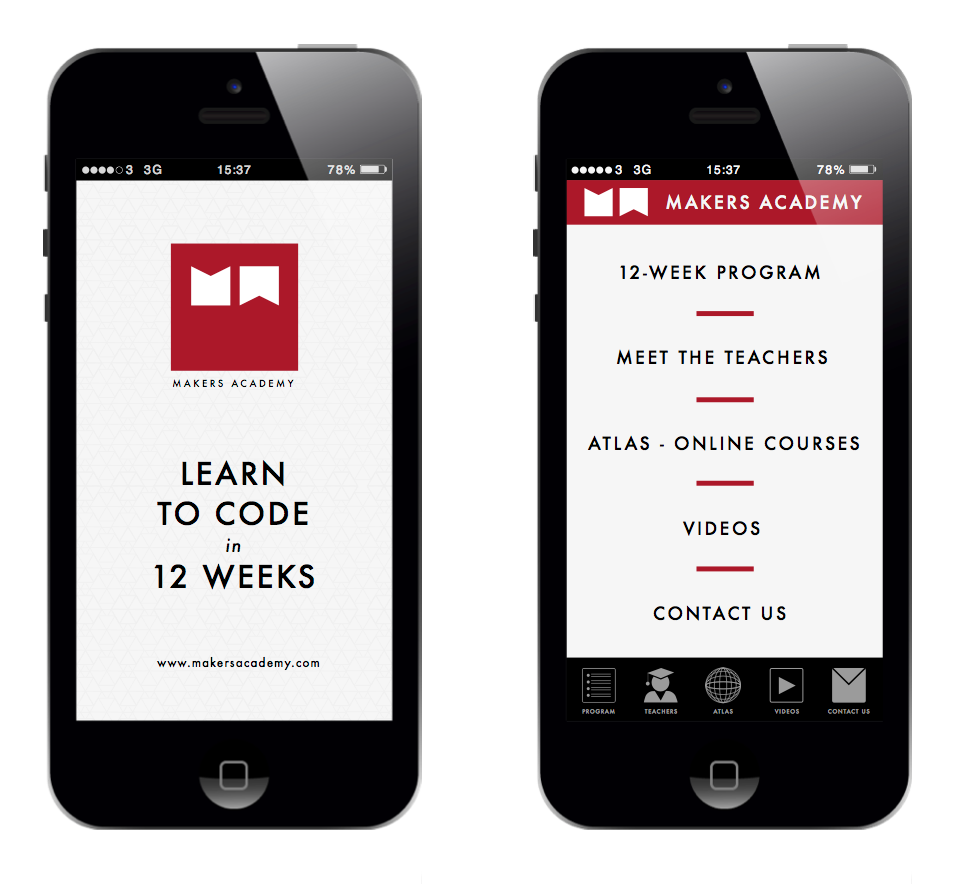 3 3G 15:37 78%
MAKERS ACADEMY
LEARN
TO CODE
in
12 WEEKS
www.makersacademy.com
3 3G 15:37 78%
MAKERS ACADEMY
12-WEEK PROGRAM
MEET THE TEACHERS
ATLAS - ONLINE COURSES
VIDEOS
CONTACT US
PROGRAM TEACHERS ATLAS VIDEOS CONTACT US